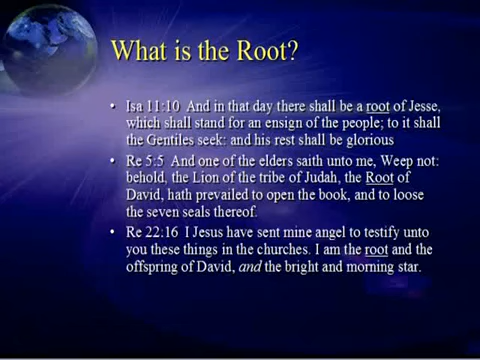 What is the Root?
• Isa 11:10 And in that day there shall be a root of Jesse,
which shall stand for an ensign of the people; to it shall
the Gentiles seek: and his rest shall be glorious
• Re 5:5 And one of the elders saith unto me, Weep not:
behold, the Lion of the tribe of Judah, the Root of
David, hath prevailed to open the book, and to loose
the seven seals thereof.
• Re 22:16 I Jesus have sent mine angel to testify unto
you these things in the churches. I am the root and the
offspring of David, and the bright and morning star.